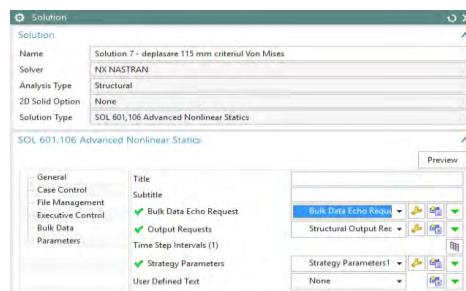 Solution
Solution
Name Solution 7 - deplasare 115 mm criteriul Von Mises
Solver NX NASTRAN
Analysis Type Structural
2D Solid Option None
Solution Type SOL 601,106 Advanced Nonlinear Statics
SOL 601,106 Advanced Nonlinear Statics
Preview
General
Case Control
File Management
Executive Control
Bulk Data
Parameters
Title
Subtitle
Bulk Data Echo Request Bulk Data Echo Reque
Output Requests Structural Output Rec
Time Step Intervals (1)
Strategy Parameters Strategy Parameters1
User Defined Text None